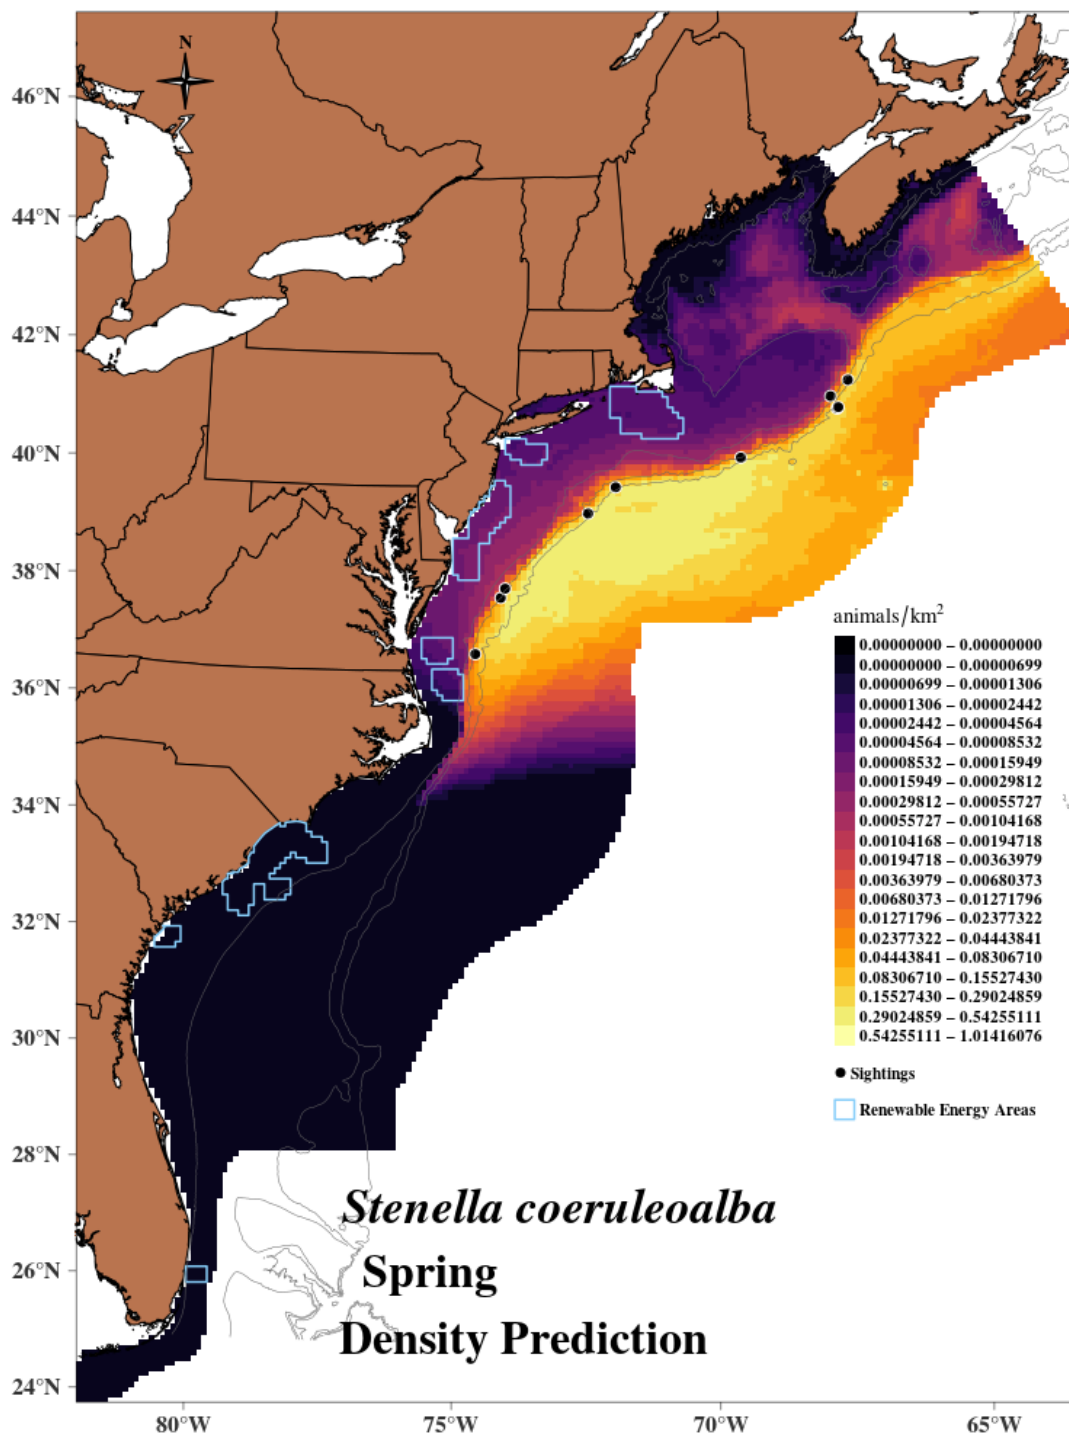 N
46°N
44°N
42°N
40°N
38°N
36°N
34°N
32°N
30°N
28°N
26°N
24°N
80°W
75°W
70°W
65°W
animals/km²
0.00000000 – 0.00000000
0.00000000 – 0.00000699
0.00000699 – 0.00001306
0.00001306 – 0.00002442
0.00002442 – 0.00004564
0.00004564 – 0.00008532
0.00008532 – 0.00015949
0.00015949 – 0.00029812
0.00029812 – 0.00055727
0.00055727 – 0.00104168
0.00104168 – 0.00194718
0.00194718 – 0.00363979
0.00363979 – 0.00680373
0.00680373 – 0.01271796
0.01271796 – 0.02377322
0.02377322 – 0.04443841
0.04443841 – 0.08306710
0.08306710 – 0.15527430
0.15527430 – 0.29024859
0.29024859 – 0.54255111
0.54255111 – 1.01416076
Sightings
Renewable Energy Areas
Stenella coeruleoalba
Spring
Density Prediction